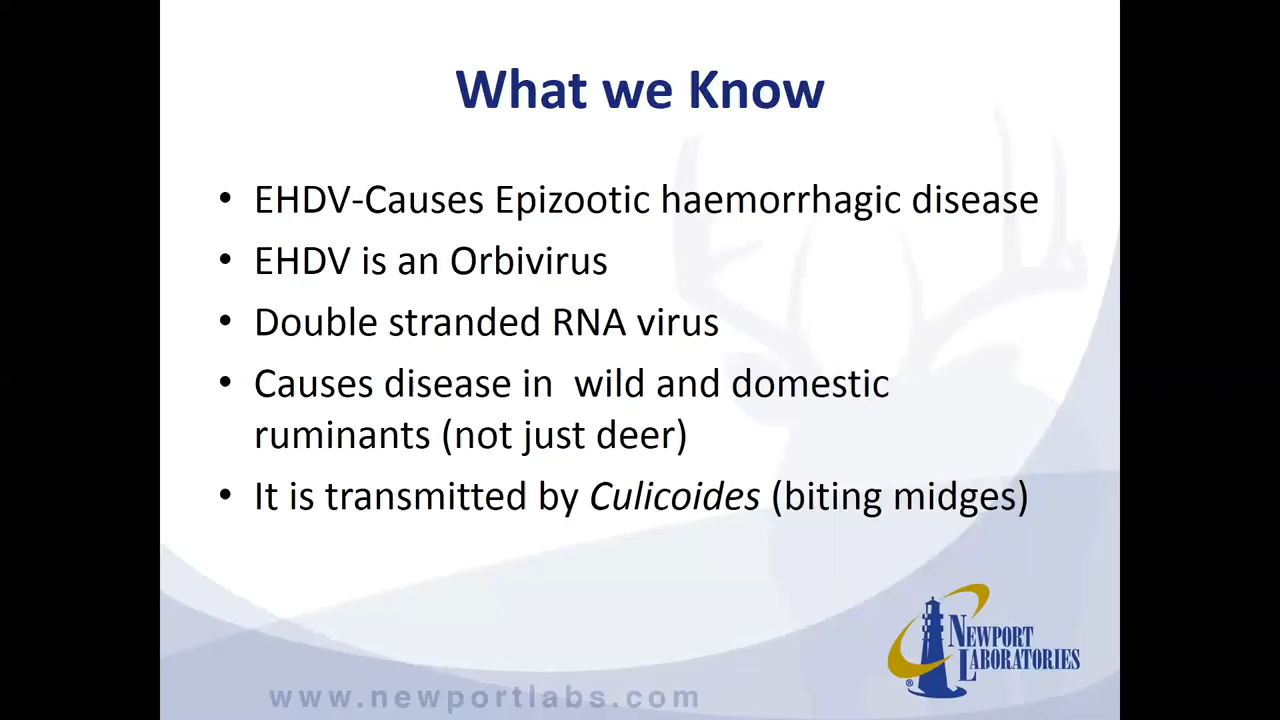 What we Know
• EHDV-Causes Epizootic haemorrhagic disease
• EHDV is an Orbivirus
• Double stranded RNA virus
• Causes disease in  wild and domestic
ruminants (not just deer)
• It is transmitted by Culicoides (biting midges)
NEWPORT
LABORATORIES
®
www.newportlabs.com